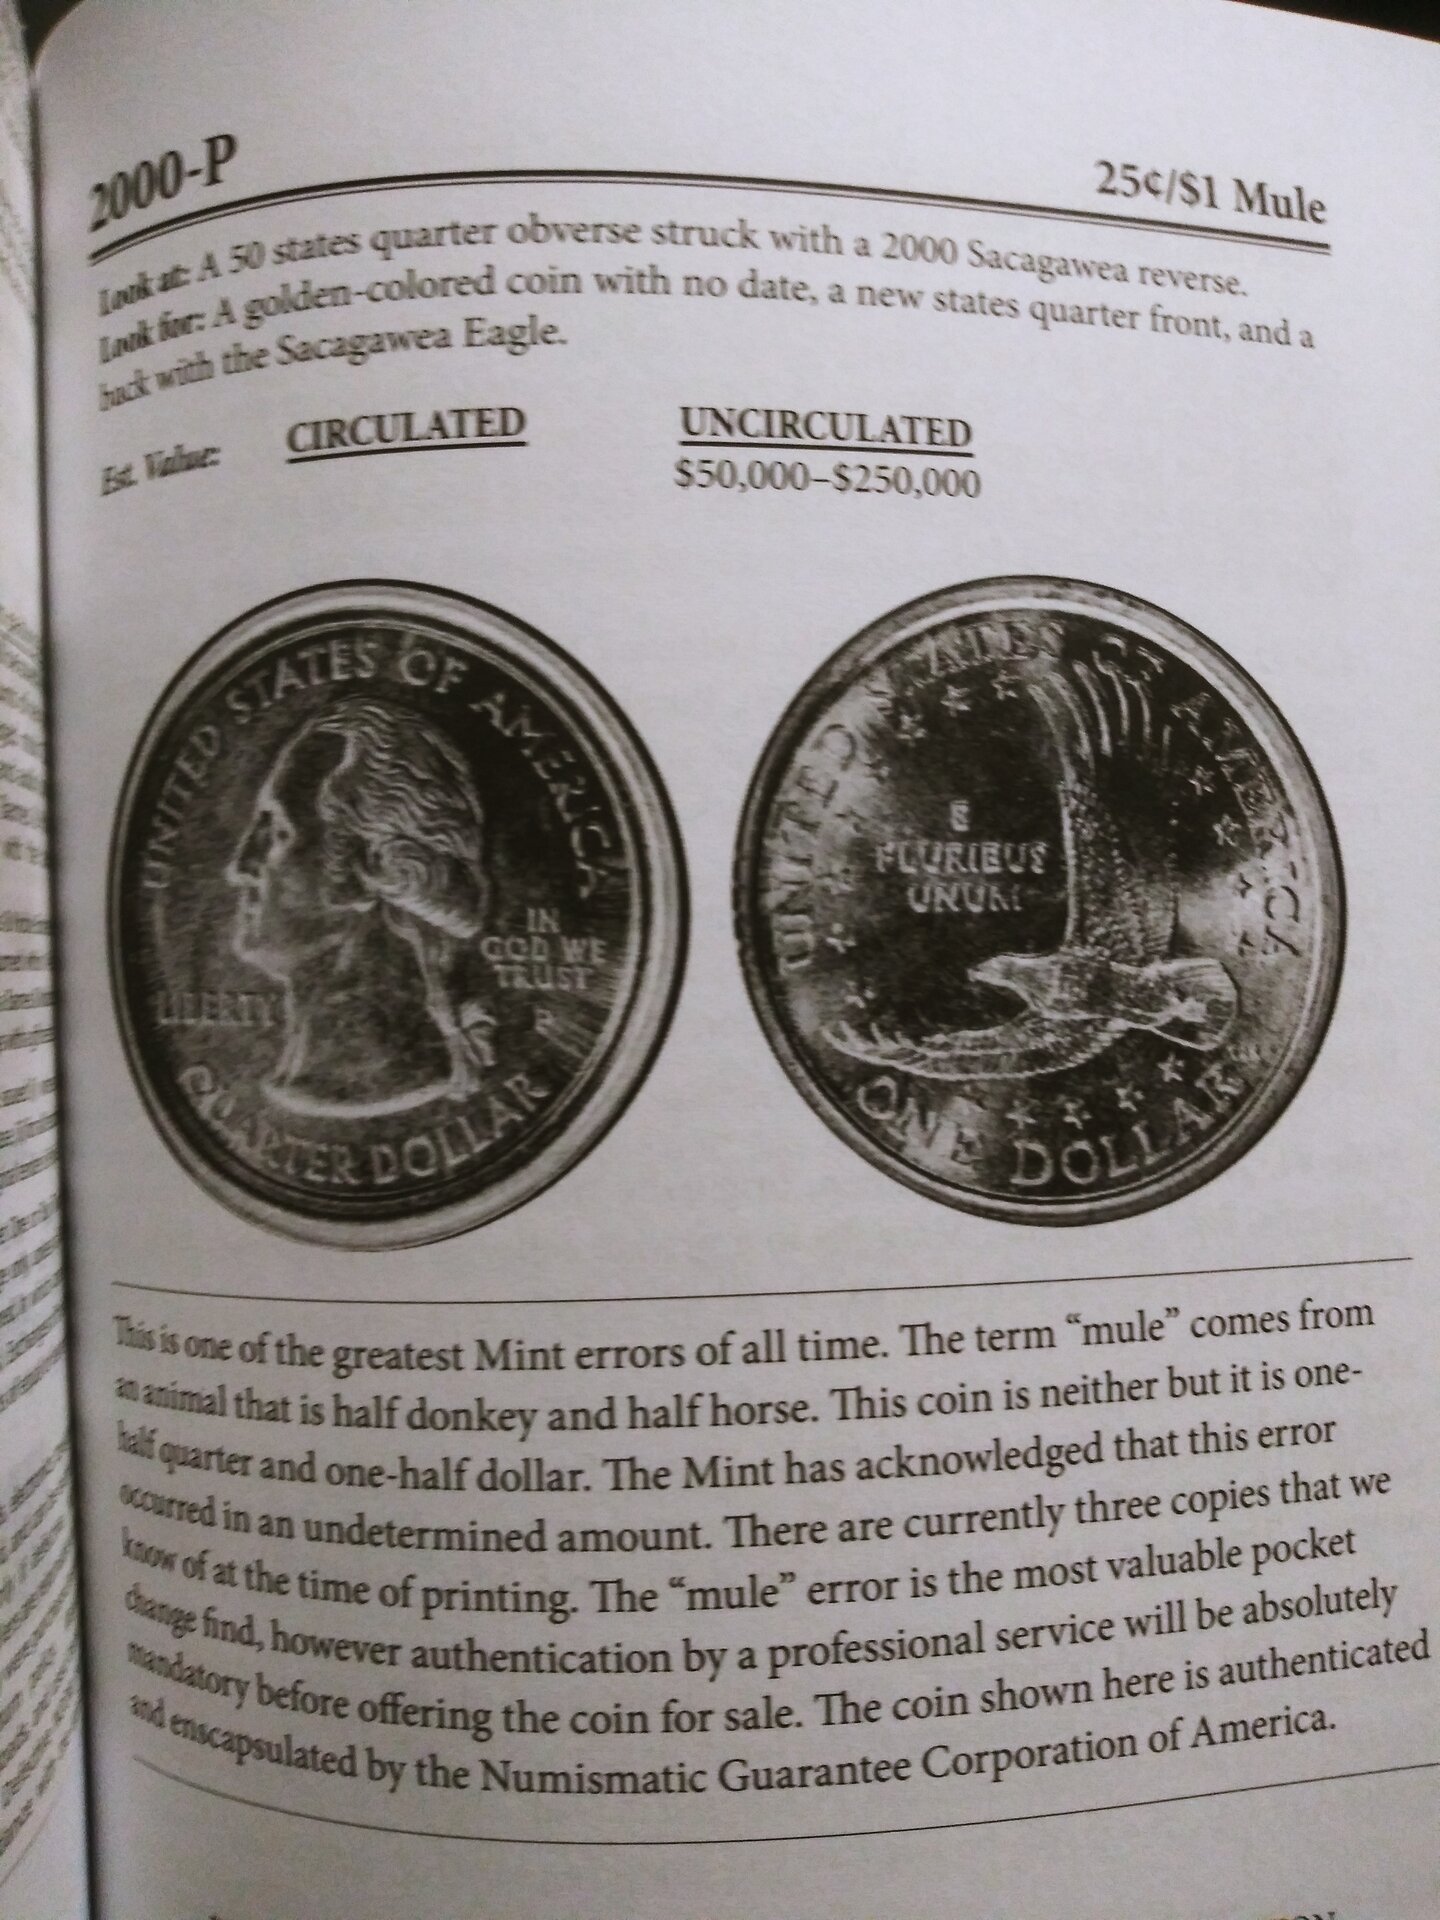 2000-P 25¢/$1 Mule
Look at: A 50 states quarter obverse struck with a 2000 Sacagawea reverse.
Look for: A golden-colored coin with no date, a new states quarter front, and a
back with the Sacagawea Eagle.
CIRCULATED UNCIRCULATED
Est. Value: $50,000–$250,000
UNITED STATES OF AMERICA
IN
GOD WE
TRUST
LIBERTY
P
QUARTER DOLLAR
UNITED STATES OF AMERICA
E
PLURIBUS
UNUM
ONE DOLLAR
This is one of the greatest Mint errors of all time. The term “mule” comes from
an animal that is half donkey and half horse. This coin is neither but it is one-
half quarter and one-half dollar. The Mint has acknowledged that this error
occurred in an undetermined amount. There are currently three copies that we
know of at the time of printing. The “mule” error is the most valuable pocket
change find, however authentication by a professional service will be absolutely
mandatory before offering the coin for sale. The coin shown here is authenticated
and enscapsulated by the Numismatic Guarantee Corporation of America.